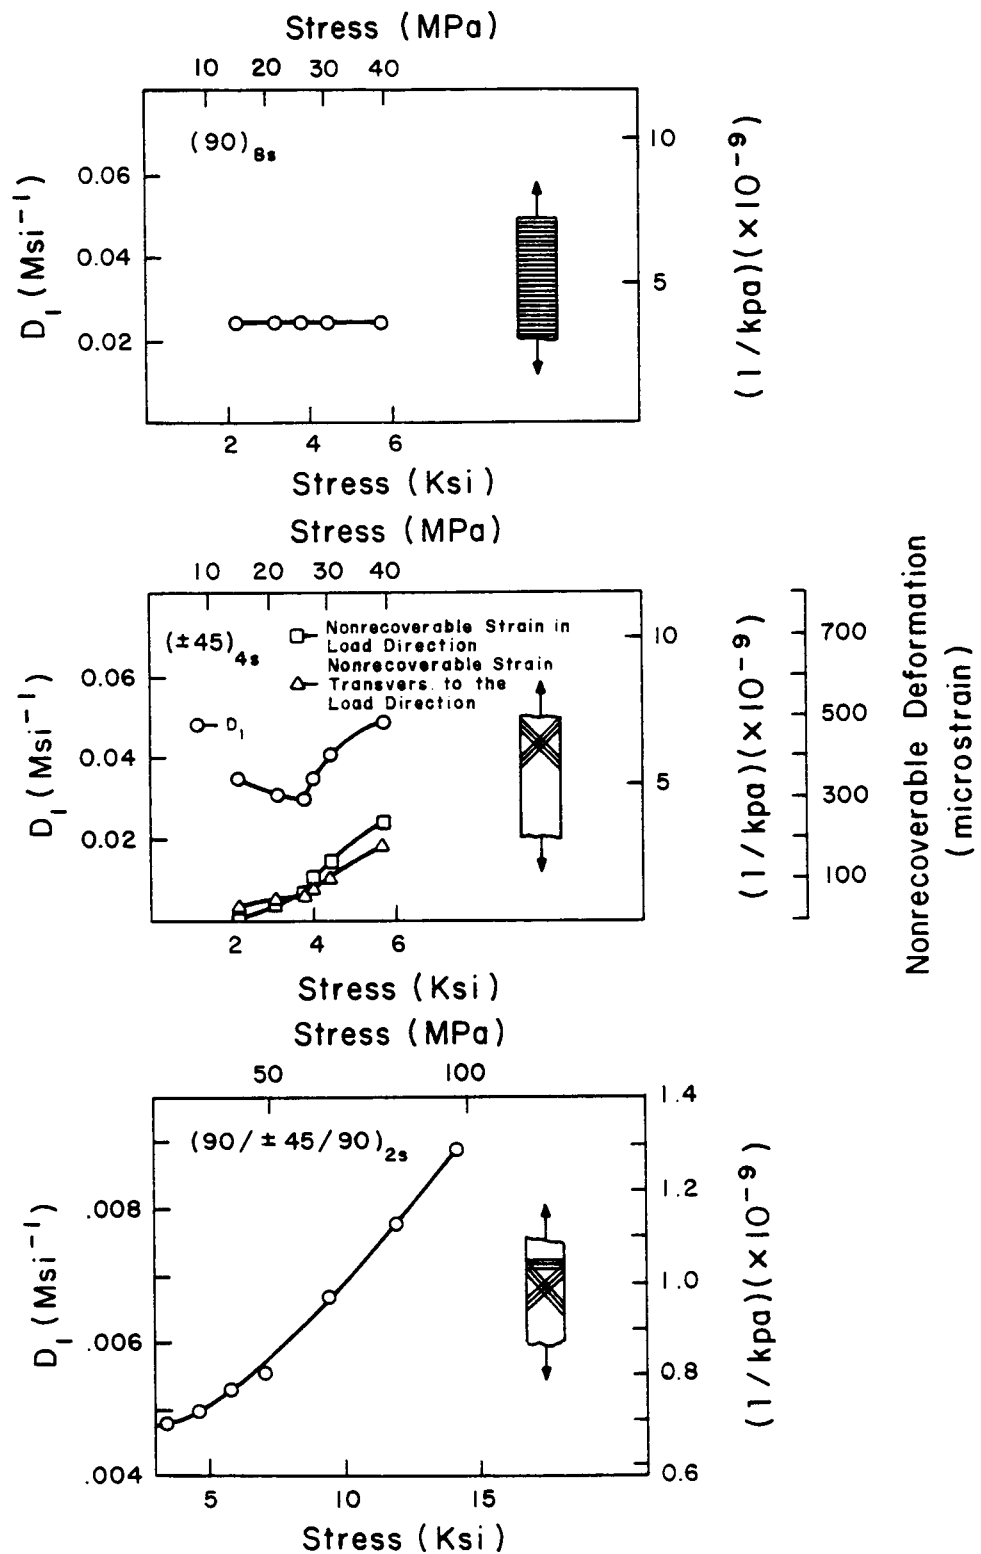 Stress (MPa)
10 20 30 40
(90)8s
10
0.06
0.04
5
0.02
D1 (Msi-1)
(1/kpa)(×10-9)
2 4 6
Stress (Ksi)
Stress (MPa)
10 20 30 40
(±45)4s
Nonrecoverable Strain in
Load Direction
Nonrecoverable Strain
Transvers. to the
Load Direction
D1
10
700
0.06
500
0.04
5
300
0.02
100
D1 (Msi-1)
(1/kpa)(×10-9)
Nonrecoverable Deformation
(microstrain)
2 4 6
Stress (Ksi)
Stress (MPa)
50 100
(90/±45/90)2s
1.4
.008
1.2
1.0
.006
0.8
.004
0.6
D1 (Msi-1)
(1/kpa)(×10-9)
5 10 15
Stress (Ksi)